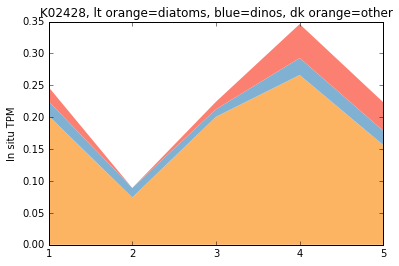 K02428, lt orange=diatoms, blue=dinos, dk orange=other
0.35
0.30
0.25
0.20
0.15
0.10
0.05
0.00
In situ TPM
1 2 3 4 5